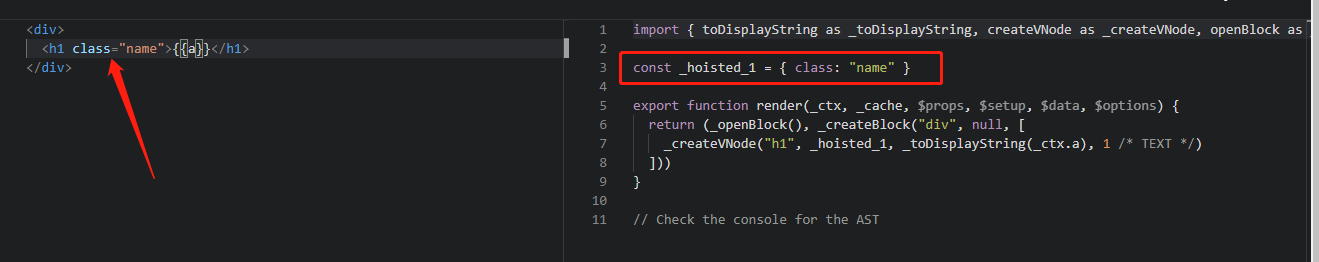 <div>
<h1 class="name">{{a}}</h1>
</div>
1 import { toDisplayString as _toDisplayString, createVNode as _createVNode, openBlock as
2
3 const _hoisted_1 = { class: "name" }
4
5 export function render(_ctx, _cache, $props, $setup, $data, $options) {
6 return (_openBlock(), _createBlock("div", null, [
7 _createVNode("h1", _hoisted_1, _toDisplayString(_ctx.a), 1 /* TEXT */)
8 ]))
9 }
10
11 // Check the console for the AST